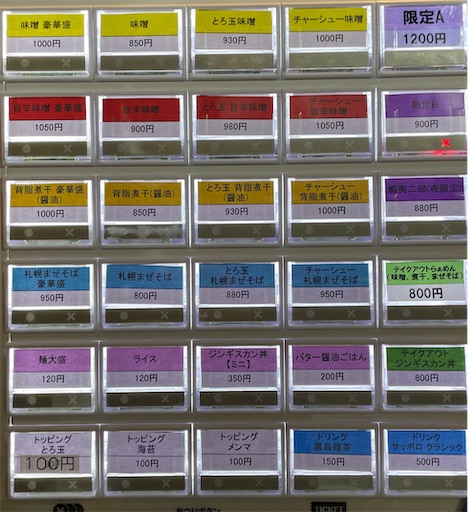 味噌 豪華盛
1000円
味噌
850円
とろ玉味噌
930円
チャーシュー味噌
1000円
限定A
1200円
旨辛味噌 豪華盛
1050円
旨辛味噌
900円
とろ玉 旨辛味噌
980円
チャーシュー
旨辛味噌
1050円
限定B
900円
背脂煮干 豪華盛
(醤油)
1000円
背脂煮干(醤油)
850円
とろ玉 背脂煮干
(醤油)
930円
チャーシュー
背脂煮干(醤油)
1000円
蝦夷二郎(夜限定)
880円
札幌まぜそば
豪華盛
950円
札幌まぜそば
800円
とろ玉
札幌まぜそば
880円
チャーシュー
札幌まぜそば
950円
テイクアウトらぁめん
(味噌、煮干、まぜそば)
800円
麺大盛
120円
ライス
120円
ジンギスカン丼
【ミニ】
350円
バター醤油ごはん
200円
テイクアウト
ジンギスカン丼
800円
トッピング
とろ玉
100円
トッピング
海苔
100円
トッピング
メンマ
100円
ドリンク
黒烏龍茶
150円
ドリンク
サッポロ クラシック
500円
おつりボタン
TICKET